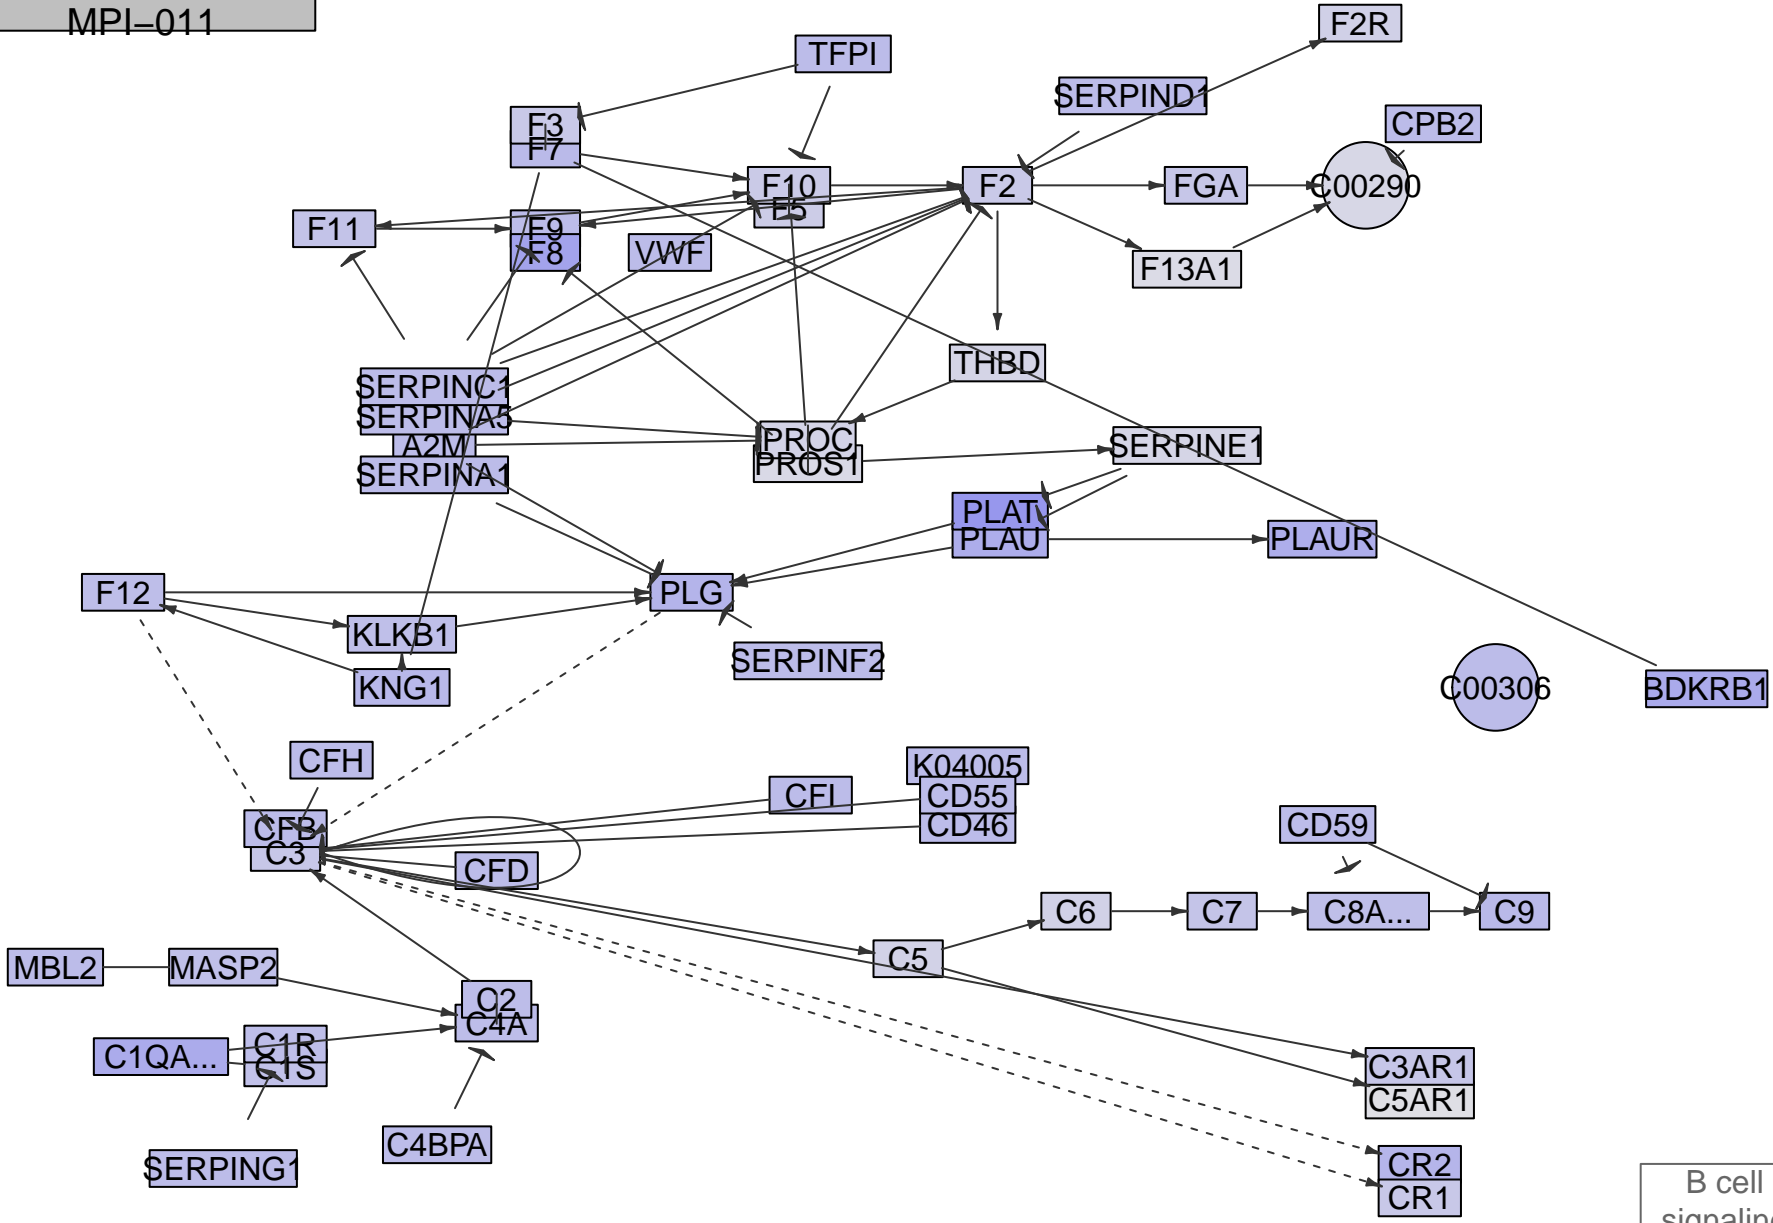 MPI–011
F2R
TFPI
SERPIND1
CPB2
F3
F7
F10
F5
F2
FGA
C00290
F11
F9
F8
VWF
F13A1
THBD
SERPINC1
SERPINA5
A2M
SERPINA1
PROC
PROS1
SERPINE1
PLAT
PLAU
PLAUR
F12
PLG
KLKB1
KNG1
SERPINF2
C00306
BDKRB1
CFH
K04005
CFI
CD55
CD46
CFB
C3
CFD
CD59
C6
C7
C8A...
C9
C5
MBL2
MASP2
C2
C4A
C1QA...
C1R
C1S
C3AR1
C5AR1
C4BPA
SERPING1
CR2
CR1
B cell
signaling